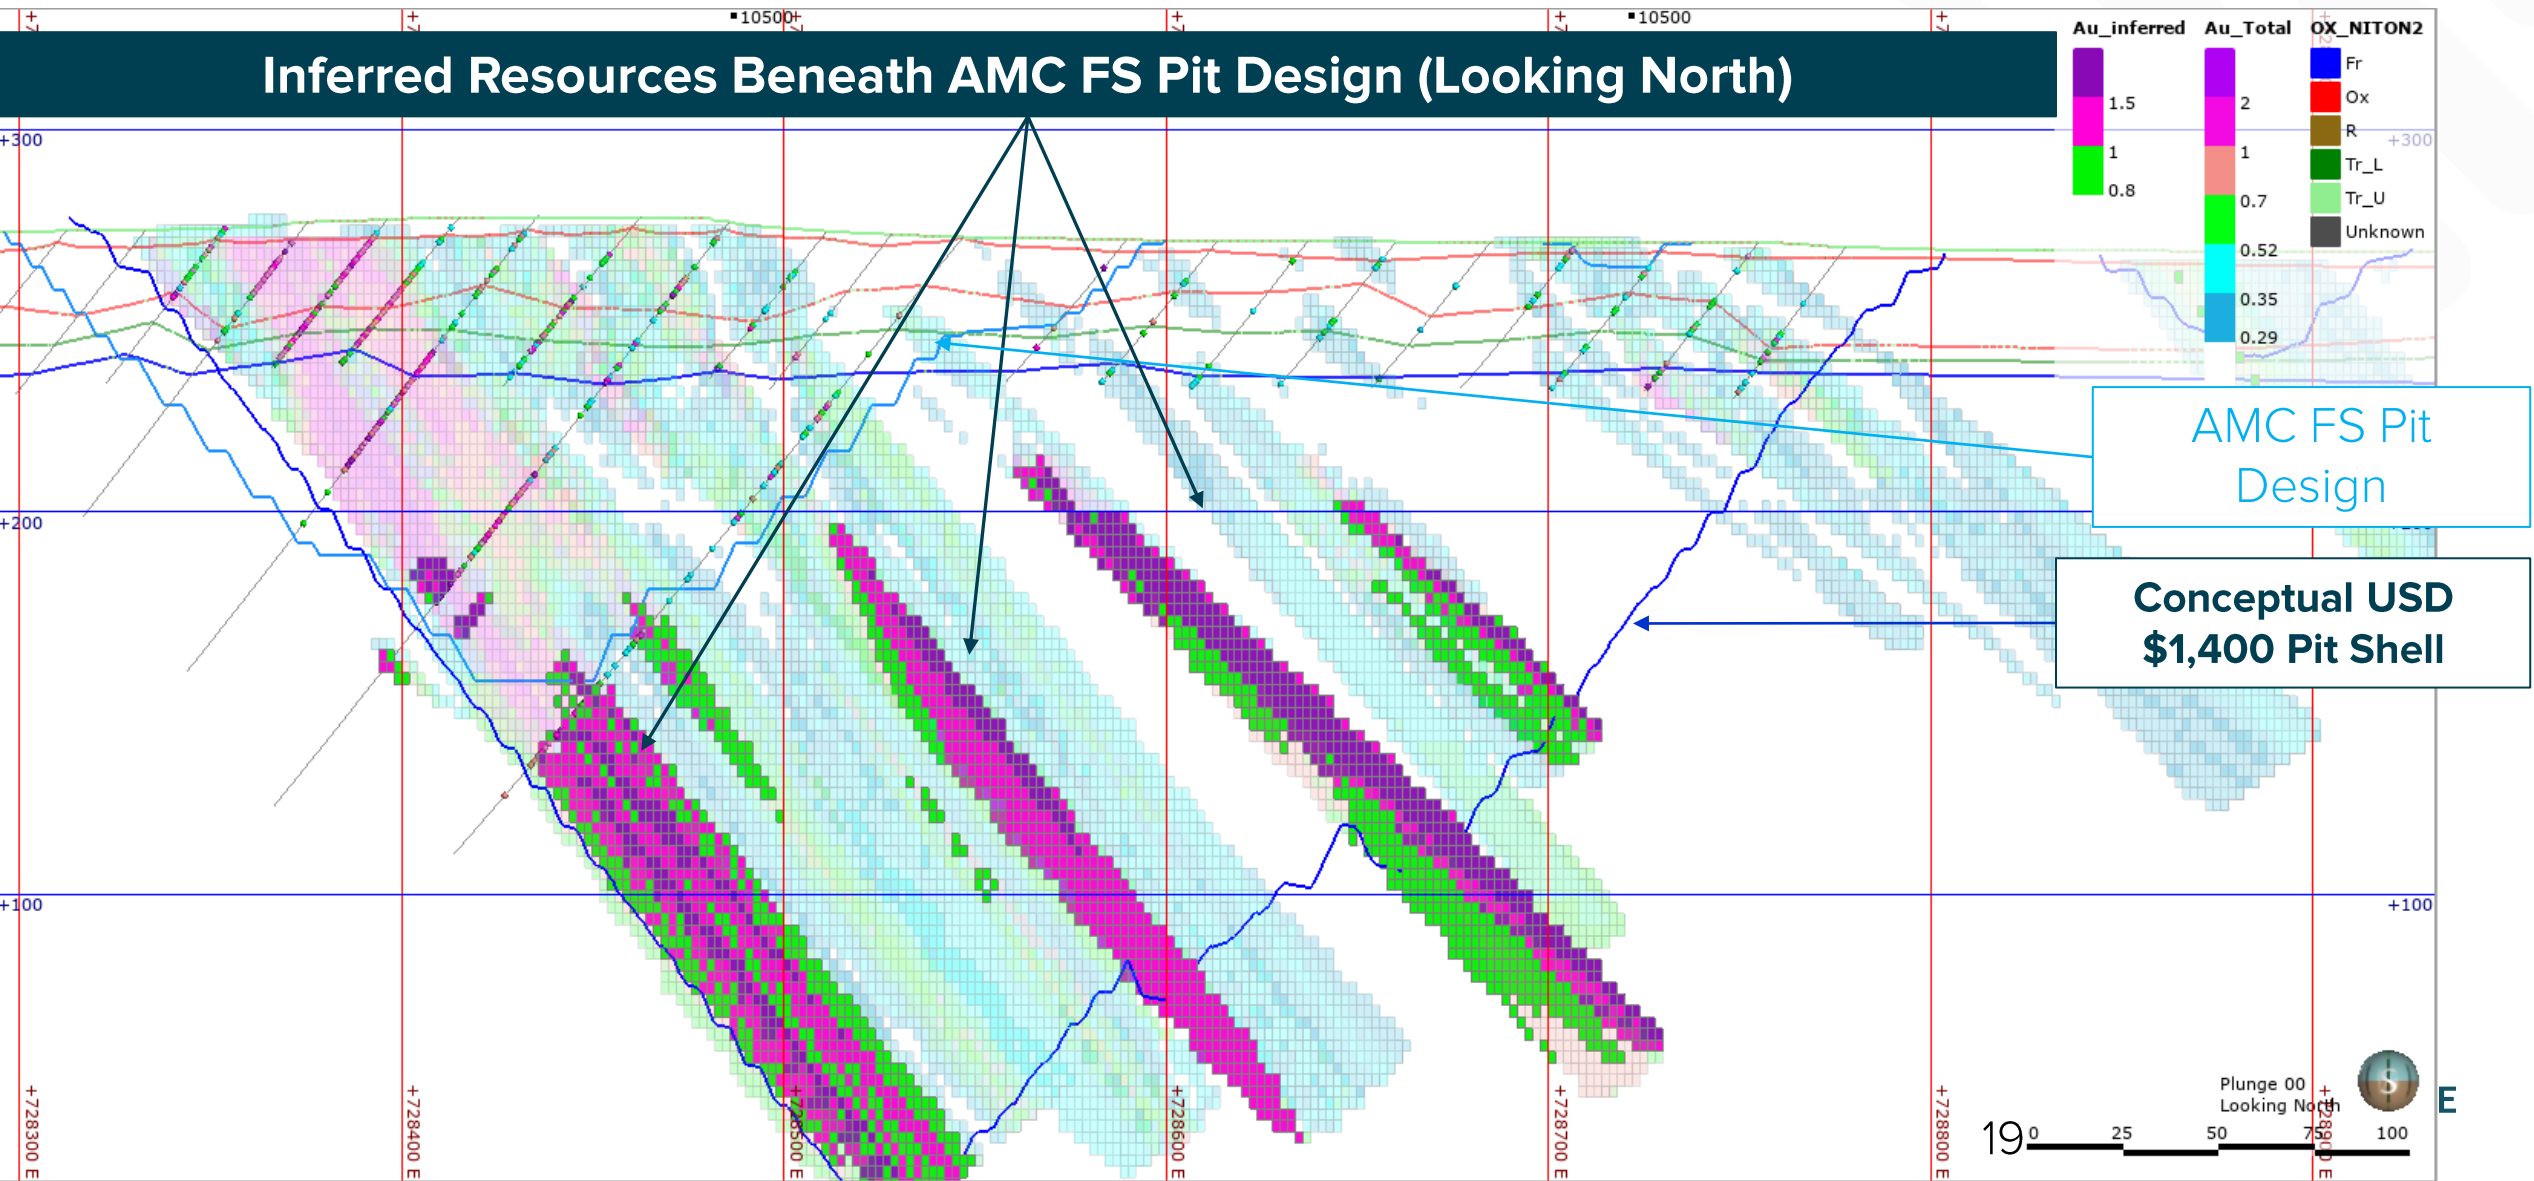 10500
10500
Inferred Resources Beneath AMC FS Pit Design (Looking North)
Au_inferred
1.5
1
0.8
Au_Total
2
1
0.7
0.52
0.35
0.29
OX_NITON2
Fr
Ox
R
Tr_L
Tr_U
Unknown
+300
+300
+200
AMC FS Pit
Design
Conceptual USD
$1,400 Pit Shell
+100
+100
+728300 E
+728400 E
+728500 E
+728600 E
+728700 E
+728800 E
+728900 E
Plunge 00
Looking North
S
E
19
0 25 50 75 100